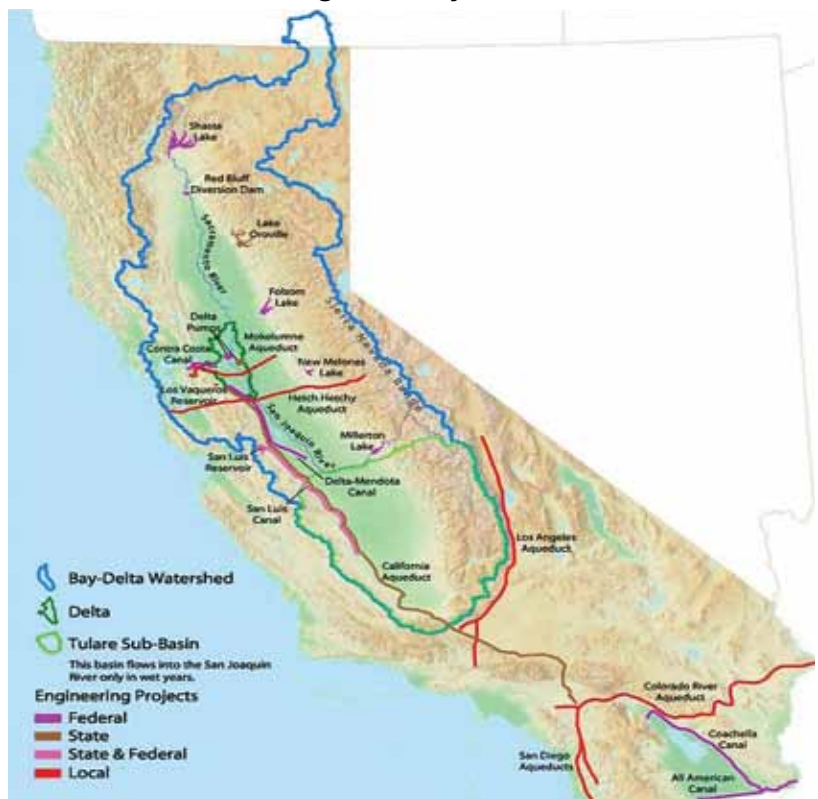 Shasta
Lake
Red Bluff
Diversion Dam
Lake
Oroville
Sacramento River
Folsom
Lake
Delta
Pumps
Mokelumne
Aqueduct
Contra Costa
Canal
New Melones
Lake
Sierra Nevada Range
Los Vaqueros
Reservoir
Hetch Hetchy
Aqueduct
San Joaquin River
Millerton
Lake
San Luis
Reservoir
Delta-Mendota
Canal
San Luis
Canal
Los Angeles
Aqueduct
California
Aqueduct
Bay-Delta Watershed
Delta
Tulare Sub-Basin
This basin flows into the San Joaquin
River only in wet years.
Engineering Projects
Federal
State
State & Federal
Local
Colorado River
Aqueduct
Coachella
Canal
San Diego
Aqueducts
All American
Canal